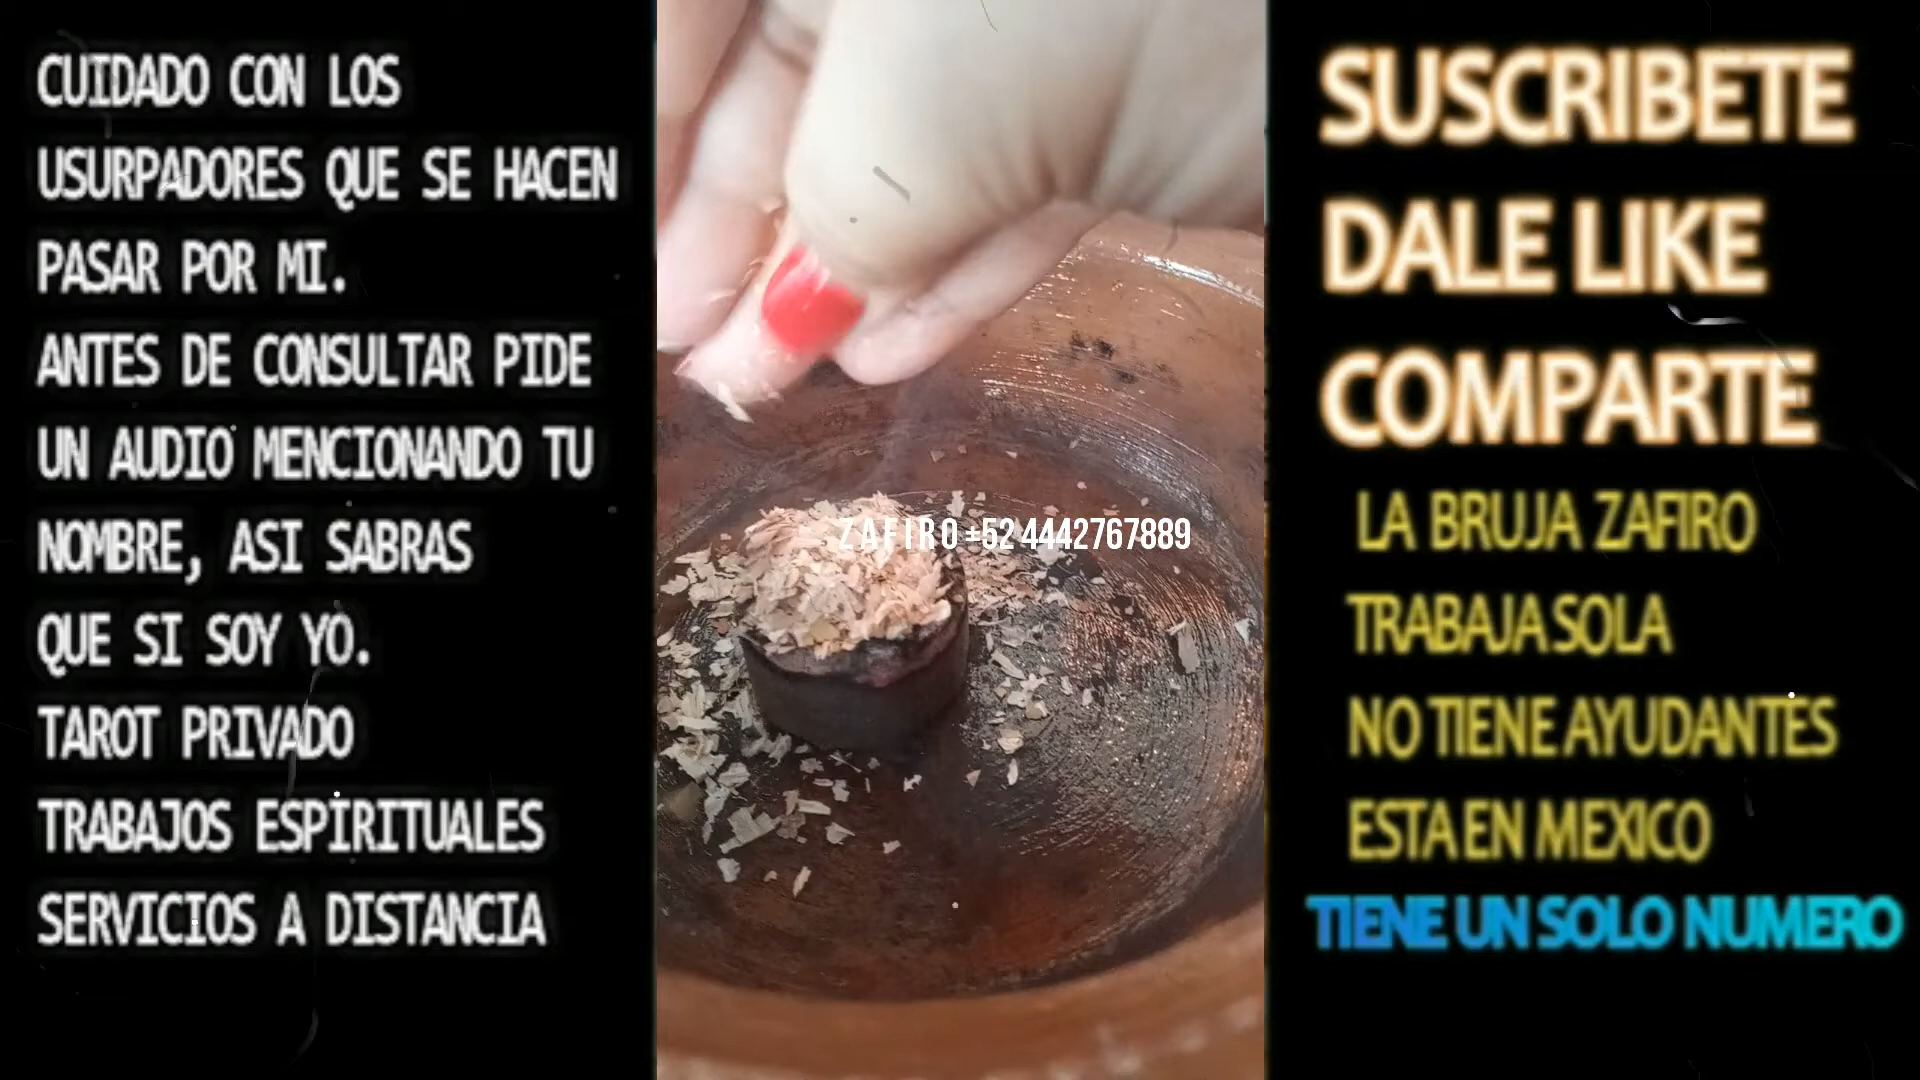 CUIDADO CON LOS
USURPADORES QUE SE HACEN
PASAR POR MI.
ANTES DE CONSULTAR PIDE
UN AUDIO MENCIONANDO TU
NOMBRE, ASI SABRAS
QUE SI SOY YO.
TAROT PRIVADO
TRABAJOS ESPIRITUALES
SERVICIOS A DISTANCIA
ZAFIRO +52 4442767889
SUSCRIBETE
DALE LIKE
COMPARTE
LA BRUJA ZAFIRO
TRABAJA SOLA
NO TIENE AYUDANTES
ESTA EN MEXICO
TIENE UN SOLO NUMERO